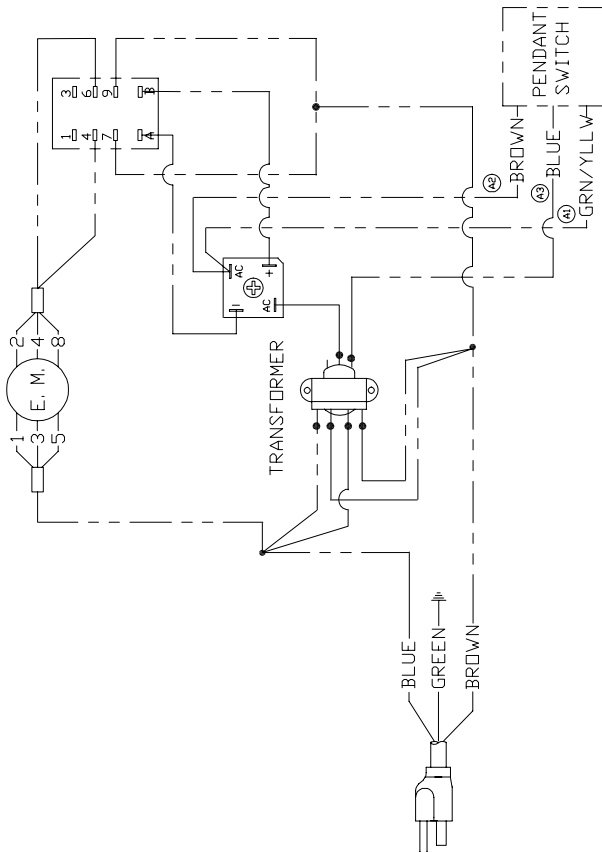 3
6
9
B
1
4
7
A
PENDANT
SWITCH
BROWN
BLUE
GRN/YLLW
A2
A3
A1
AC
+
−
AC
2
4
8
E. M.
1
3
5
TRANSFORMER
BLUE
GREEN
BROWN